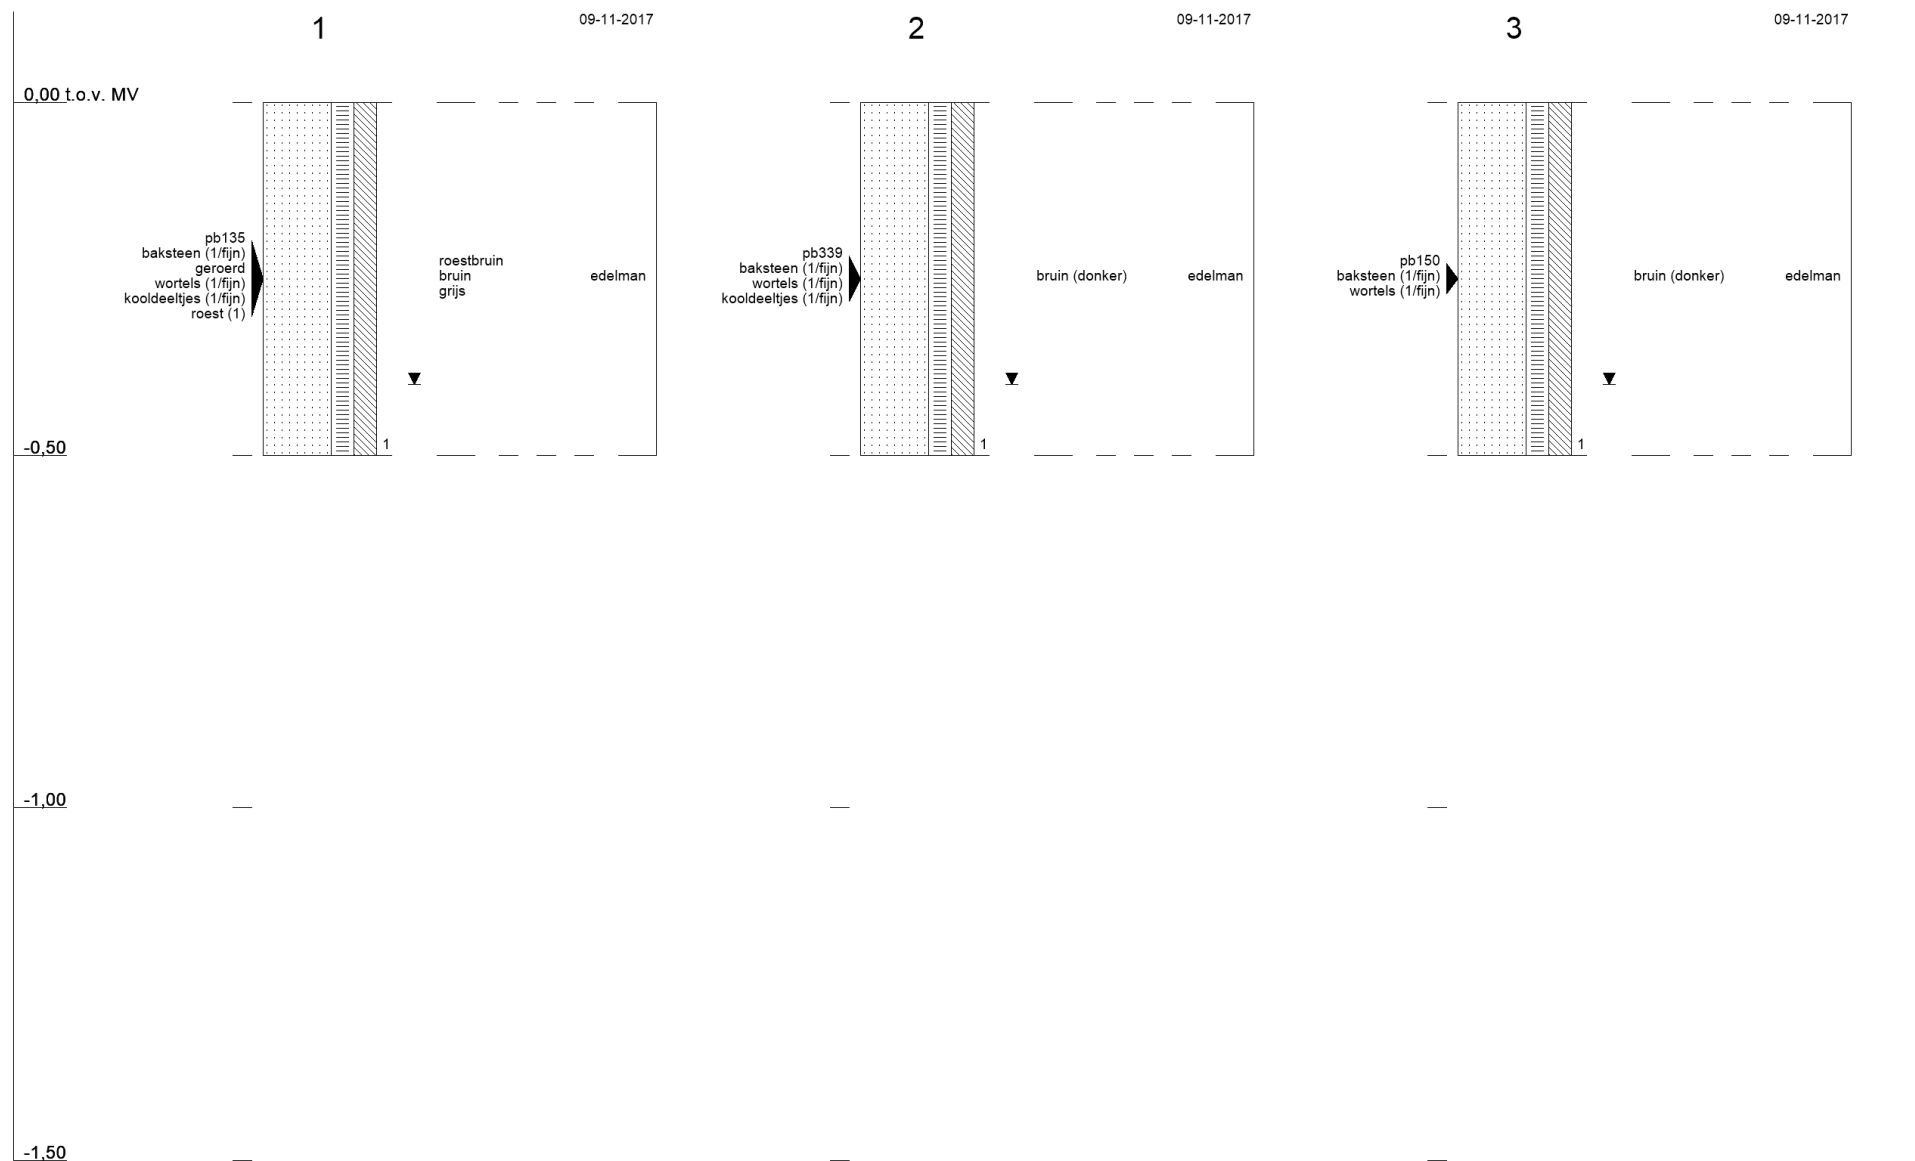 1
09-11-2017
2
09-11-2017
3
09-11-2017
0,00 t.o.v. MV
pb135
baksteen (1/fijn)
geroerd
wortels (1/fijn)
kooldeeltjes (1/fijn)
roest (1)
roestbruin
bruin
grijs
edelman
1
pb339
baksteen (1/fijn)
wortels (1/fijn)
kooldeeltjes (1/fijn)
bruin (donker)
edelman
1
pb150
baksteen (1/fijn)
wortels (1/fijn)
bruin (donker)
edelman
1
-0,50
-1,00
-1,50